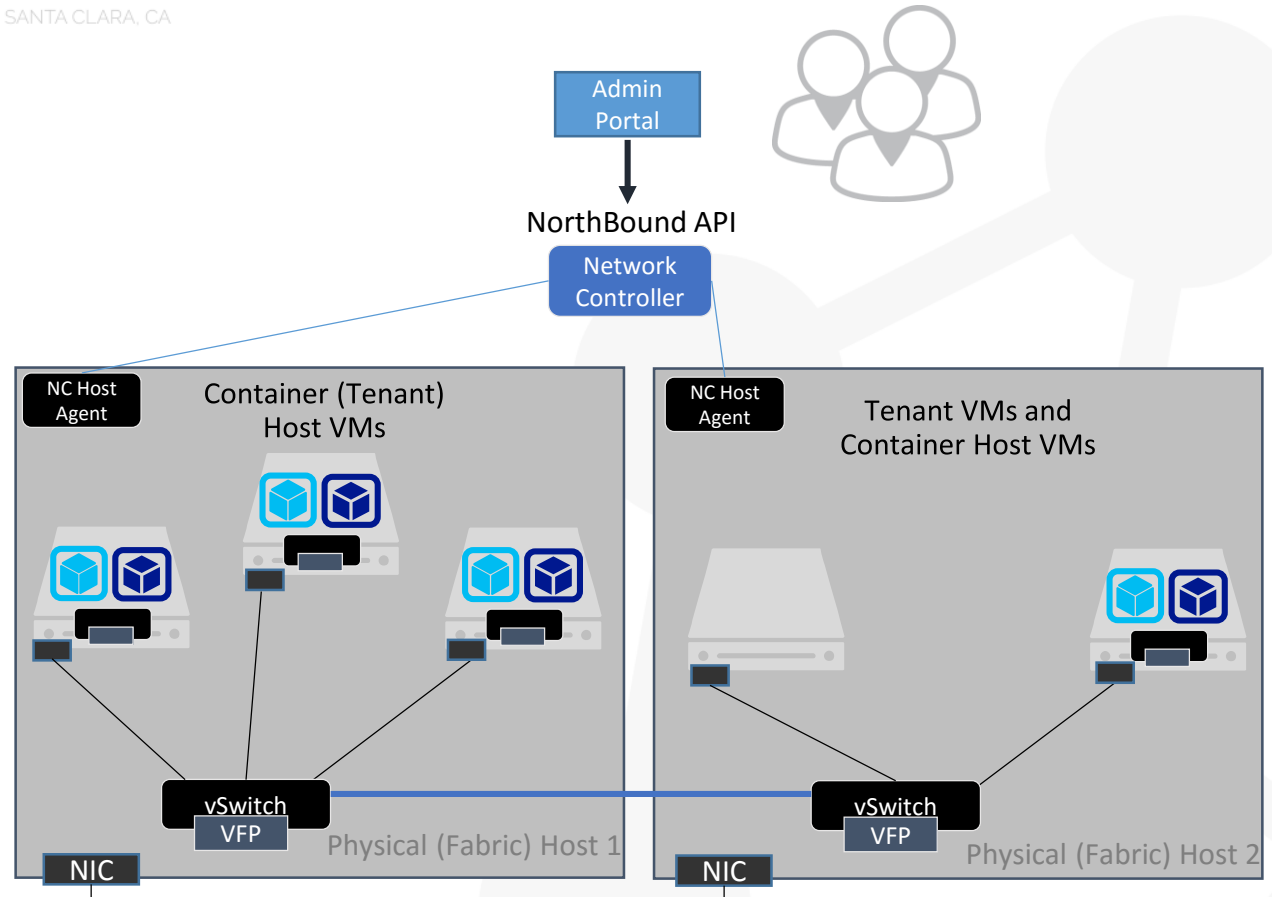 SANTA CLARA, CA
Admin
Portal
NorthBound API
Network
Controller
NC Host
Agent
Container (Tenant)
Host VMs
NC Host
Agent
Tenant VMs and
Container Host VMs
vSwitch
VFP
Physical (Fabric) Host 1
NIC
vSwitch
VFP
Physical (Fabric) Host 2
NIC